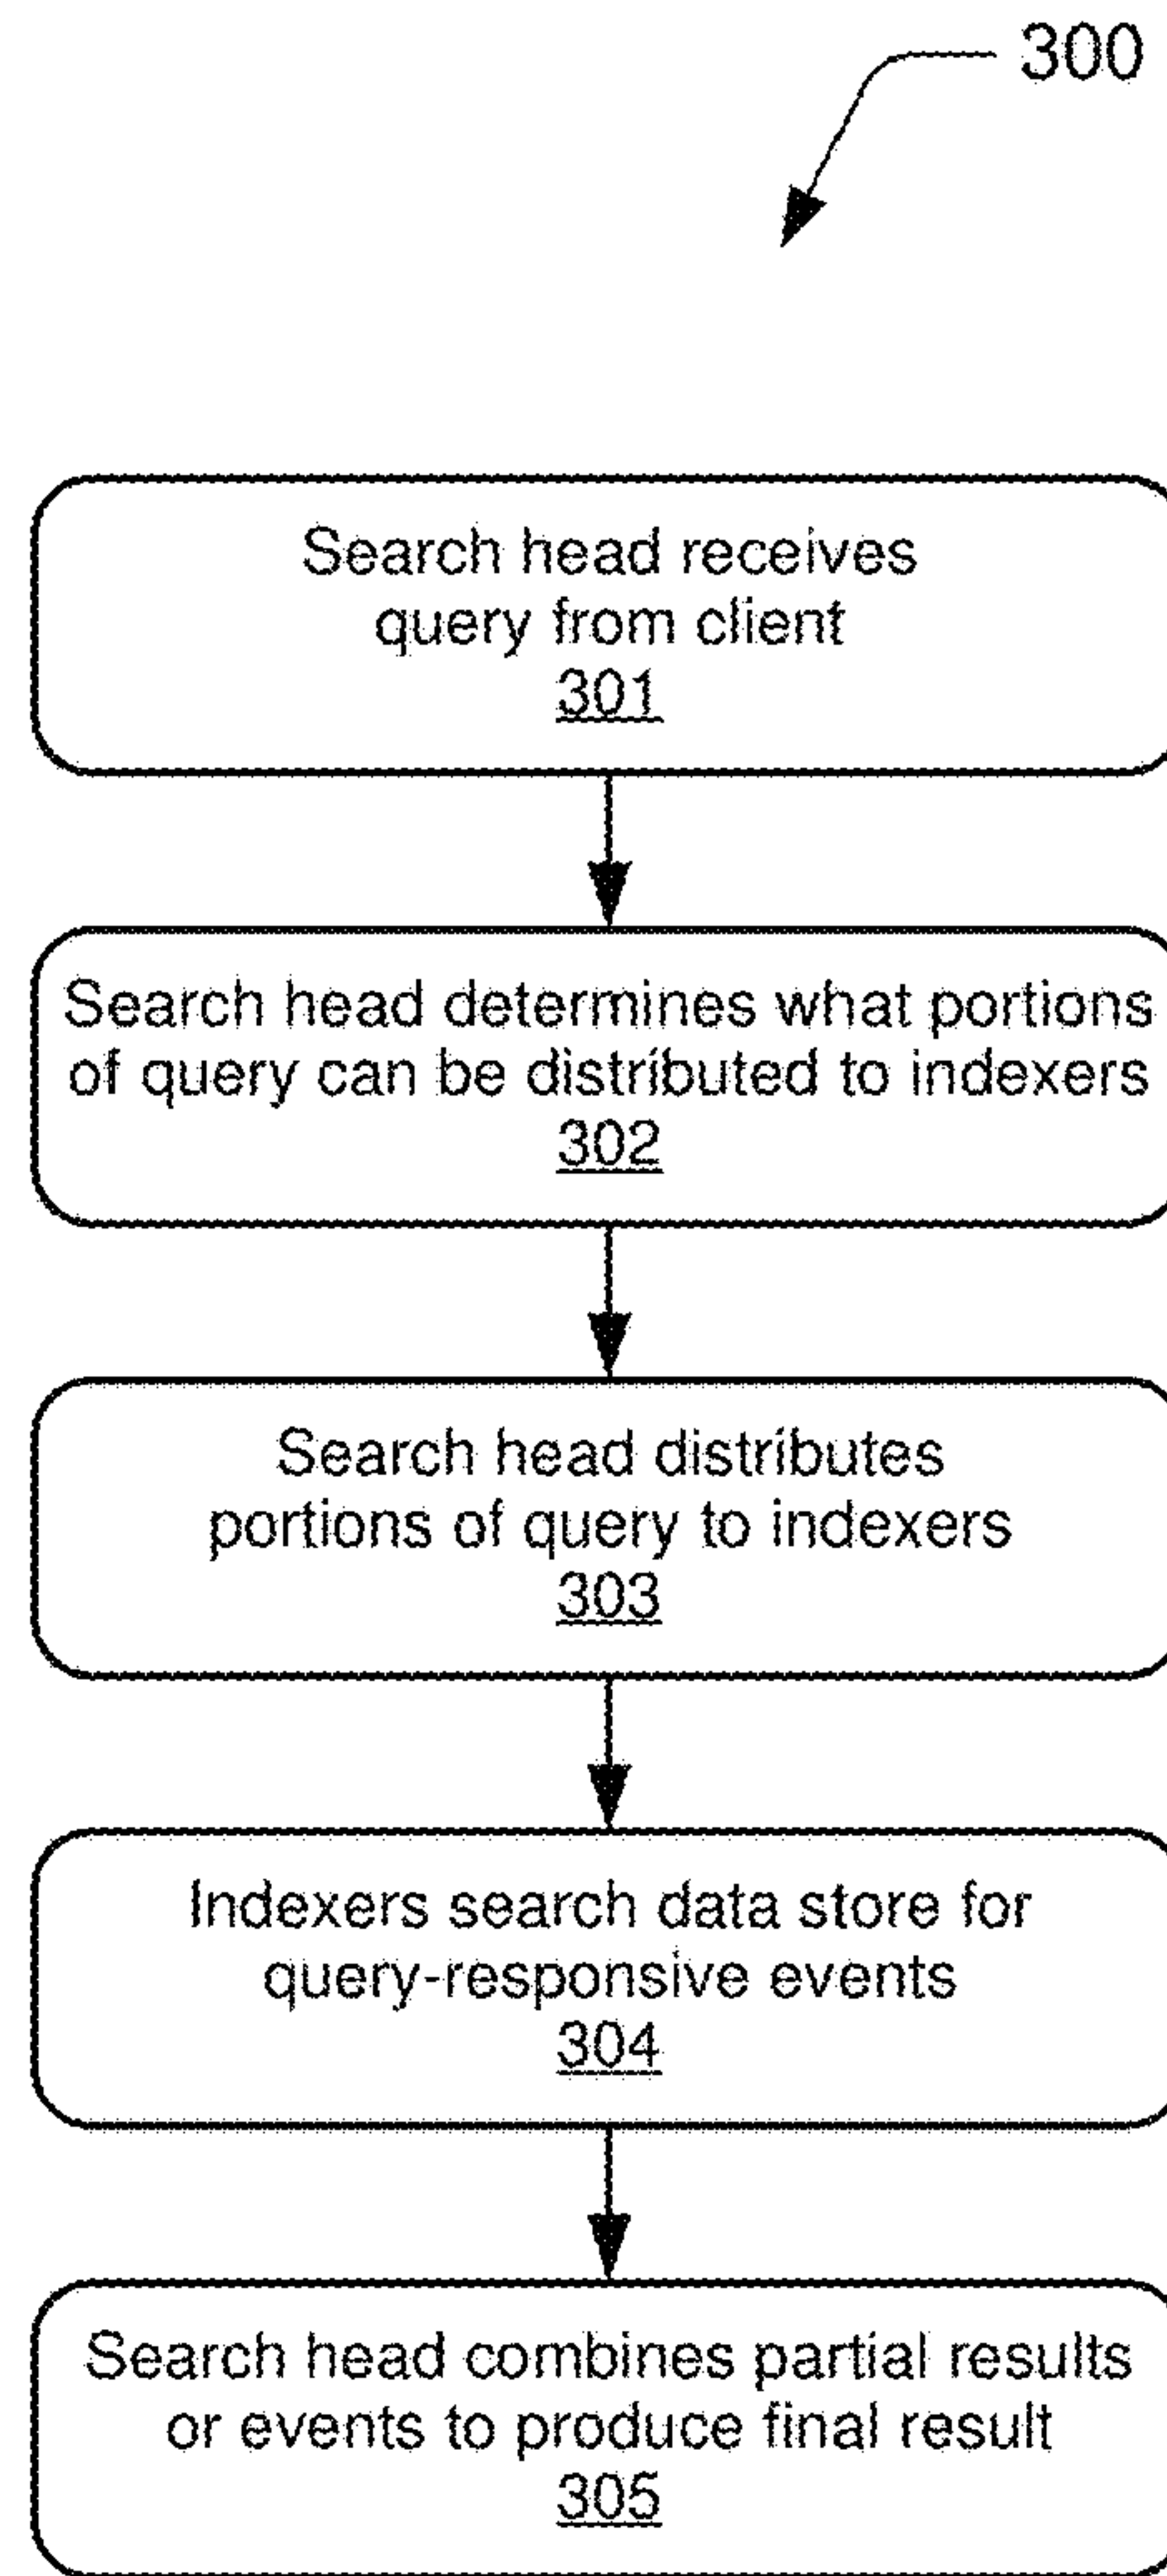 300
Search head receives
query from client
301
Search head determines what portions
of query can be distributed to indexers
302
Search head distributes
portions of query to indexers
303
Indexers search data store for
query-responsive events
304
Search head combines partial results
or events to produce final result
305